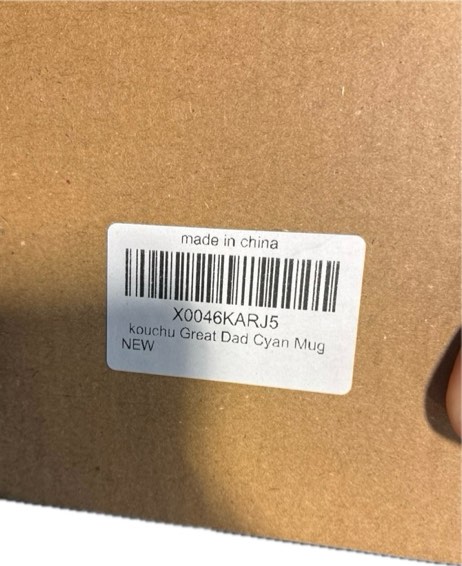 made in china
X0046KARJ5
kouchu Great Dad Cyan Mug
NEW